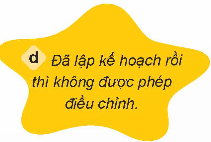 d Đã lập kế hoạch rồi
thì không được phép
điều chỉnh.